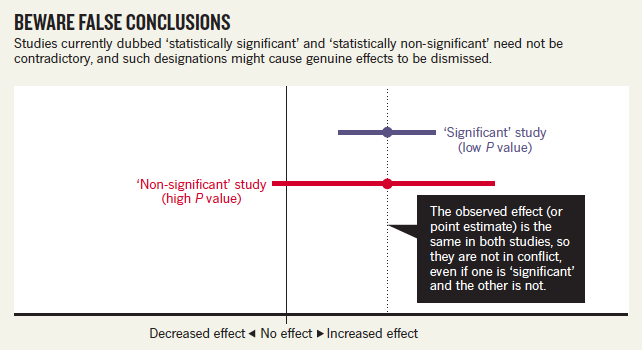 BEWARE FALSE CONCLUSIONS
Studies currently dubbed ‘statistically significant’ and ‘statistically non-significant’ need not be
contradictory, and such designations might cause genuine effects to be dismissed.
‘Significant’ study
(low P value)
‘Non-significant’ study
(high P value)
The observed effect (or
point estimate) is the
same in both studies, so
they are not in conflict,
even if one is ‘significant’
and the other is not.
Decreased effect ◄ No effect ► Increased effect